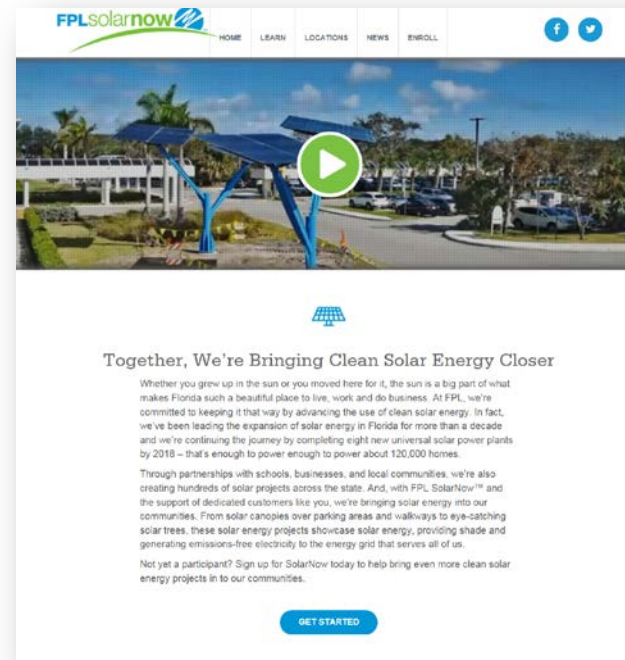 FPLsolarnow
HOME LEARN LOCATIONS NEWS ENROLL
Together, We're Bringing Clean Solar Energy Closer
Whether you grew up in the sun or you moved here for it, the sun is a big part of what
makes Florida such a beautiful place to live, work and do business. At FPL, we're
committed to keeping it that way by advancing the use of clean solar energy. In fact,
we've been leading the expansion of solar energy in Florida for more than a decade
and we're continuing the journey by completing eight new universal solar power plants
by 2018 – that's enough to power enough to power about 120,000 homes.
Through partnerships with schools, businesses, and local communities, we're also
creating hundreds of solar projects across the state. And, with FPL SolarNow™ and
the support of dedicated customers like you, we're bringing solar energy into our
communities. From solar canopies over parking areas and walkways to eye-catching
solar trees, these solar energy projects showcase solar energy, providing shade and
generating emissions-free electricity to the energy grid that serves all of us.
Not yet a participant? Sign up for SolarNow today to help bring even more clean solar
energy projects in to our communities.
GET STARTED